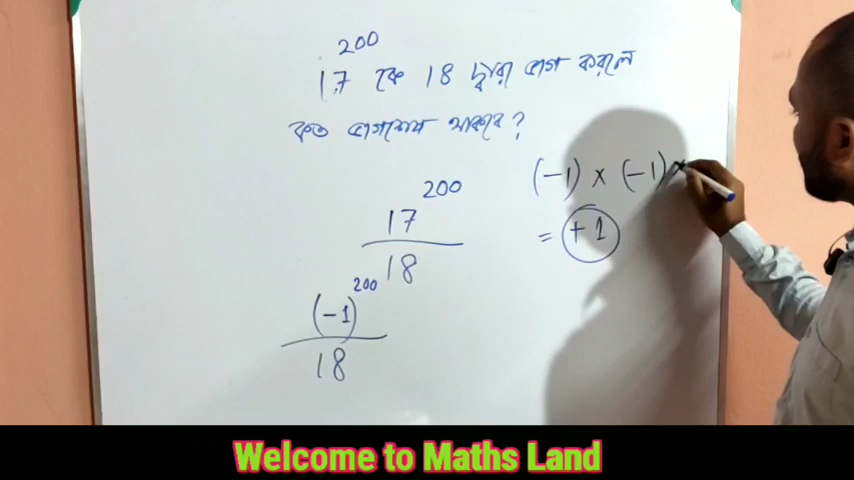 17^200 কে 18 দ্বারা ভাগ করলে
কত ভাগশেষ থাকবে?
17^200
18
(-1)^200
18
(-1) x (-1) x
= +1
Welcome to Maths Land